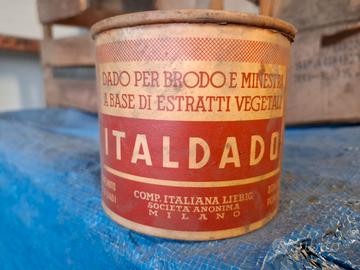 DADO PER BRODO E MINESTRA
A BASE DI ESTRATTI VEGETALI
ITALDADO
COMP. ITALIANA LIEBIG
SOCIETÀ ANONIMA
MILANO